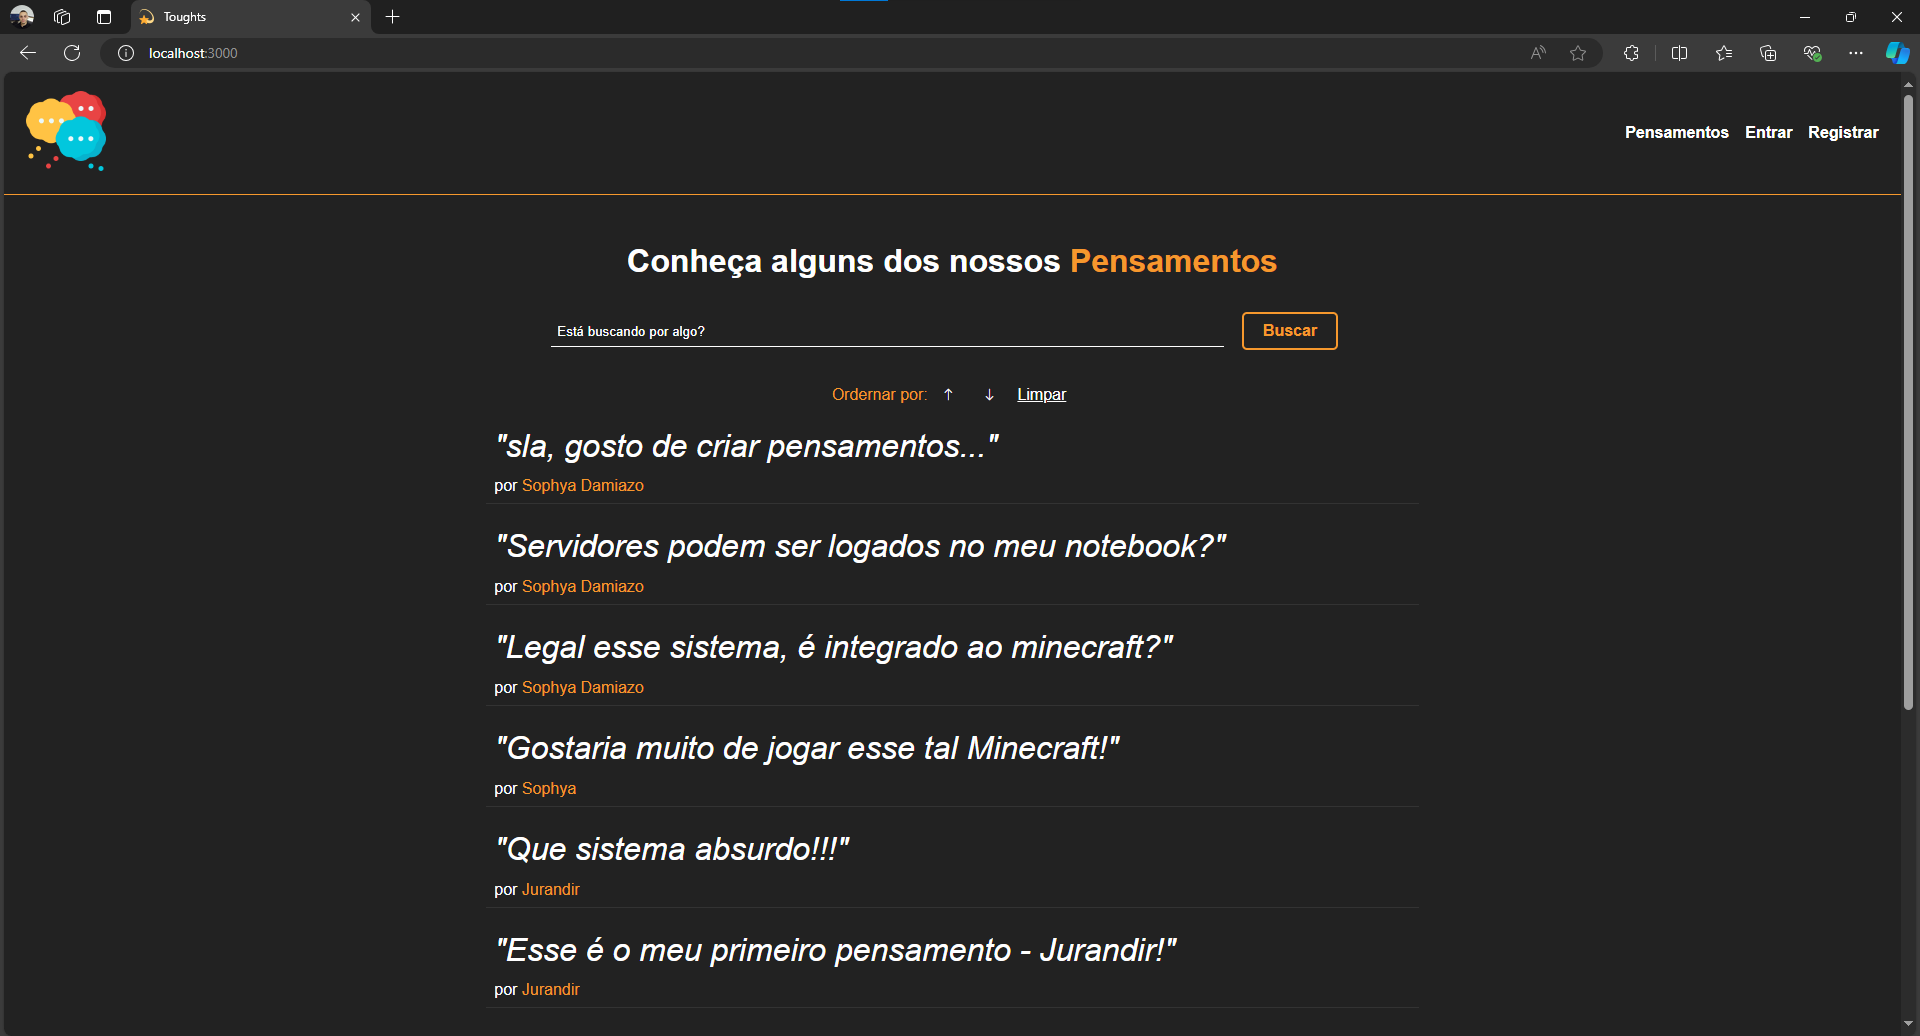 Toughts
localhost:3000
Pensamentos Entrar Registrar
Conheça alguns dos nossos Pensamentos
Está buscando por algo?
Buscar
Ordernar por: ↑ ↓ Limpar
"sla, gosto de criar pensamentos..."
por Sophya Damiazo
"Servidores podem ser logados no meu notebook?"
por Sophya Damiazo
"Legal esse sistema, é integrado ao minecraft?"
por Sophya Damiazo
"Gostaria muito de jogar esse tal Minecraft!"
por Sophya
"Que sistema absurdo!!!"
por Jurandir
"Esse é o meu primeiro pensamento - Jurandir!"
por Jurandir